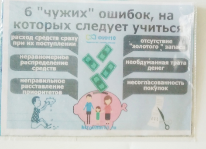 6 "чужих" ошибок, на
которых следует учиться
расход средств сразу
при их поступлении
отсутствие
"золотого" запаса
неравномерное
распределение
средств
необдуманная трата
денег
неправильное
расставление
приоритетов
несогласованность
покупок